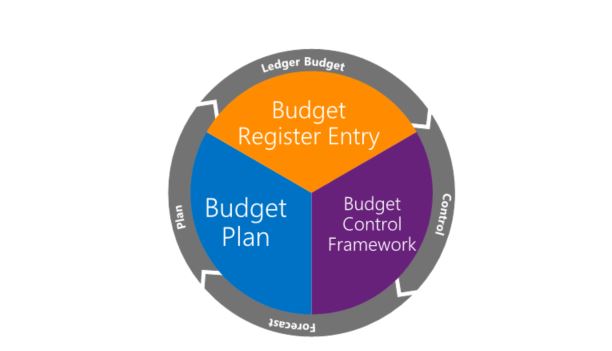 Ledger Budget
Budget
Register Entry
Budget
Plan
Budget
Control
Framework
Plan
Control
Forecast